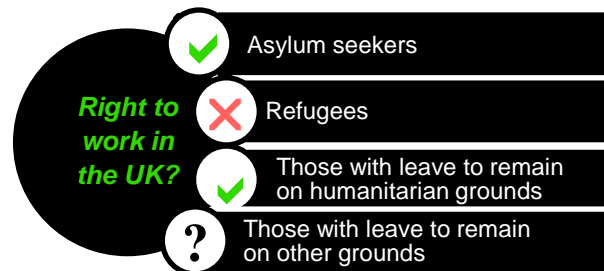 Right to
work in
the UK?
Asylum seekers
Refugees
Those with leave to remain
on humanitarian grounds
?
Those with leave to remain
on other grounds